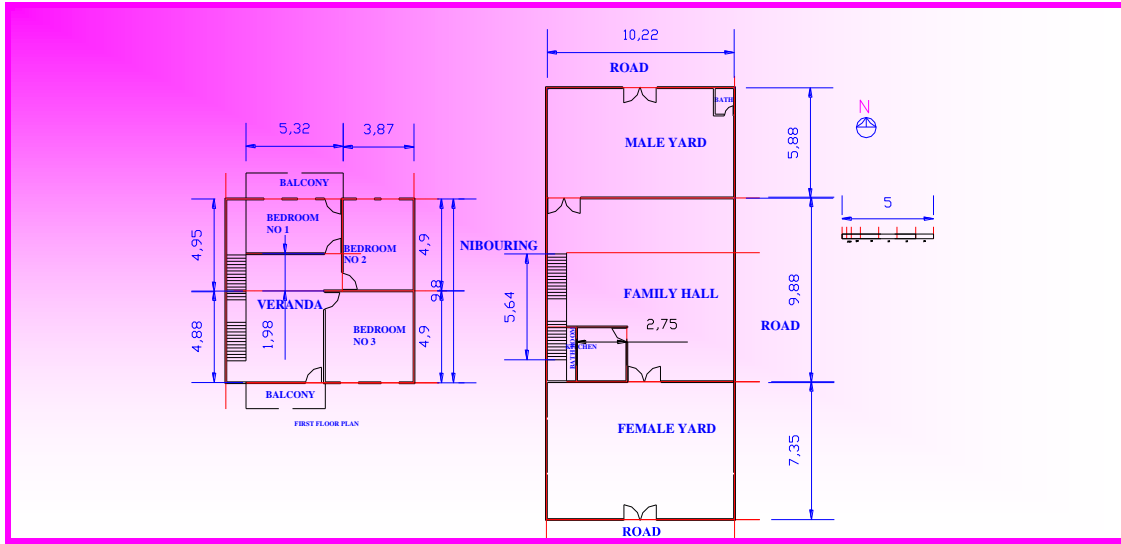 10,22
ROAD
BATH
N
5,32
3,87
MALE YARD
5,88
BALCONY
5
BEDROOM
NO 1
4,95
BEDROOM
NO 2
4,9
NIBOURING
9.8
VERANDA
FAMILY HALL
5,64
9,88
4,88
1,98
BEDROOM
NO 3
4,9
2,75
ROAD
KITCHEN
BATH ROOM
BALCONY
FIRST FLOOR PLAN
FEMALE YARD
7,35
ROAD